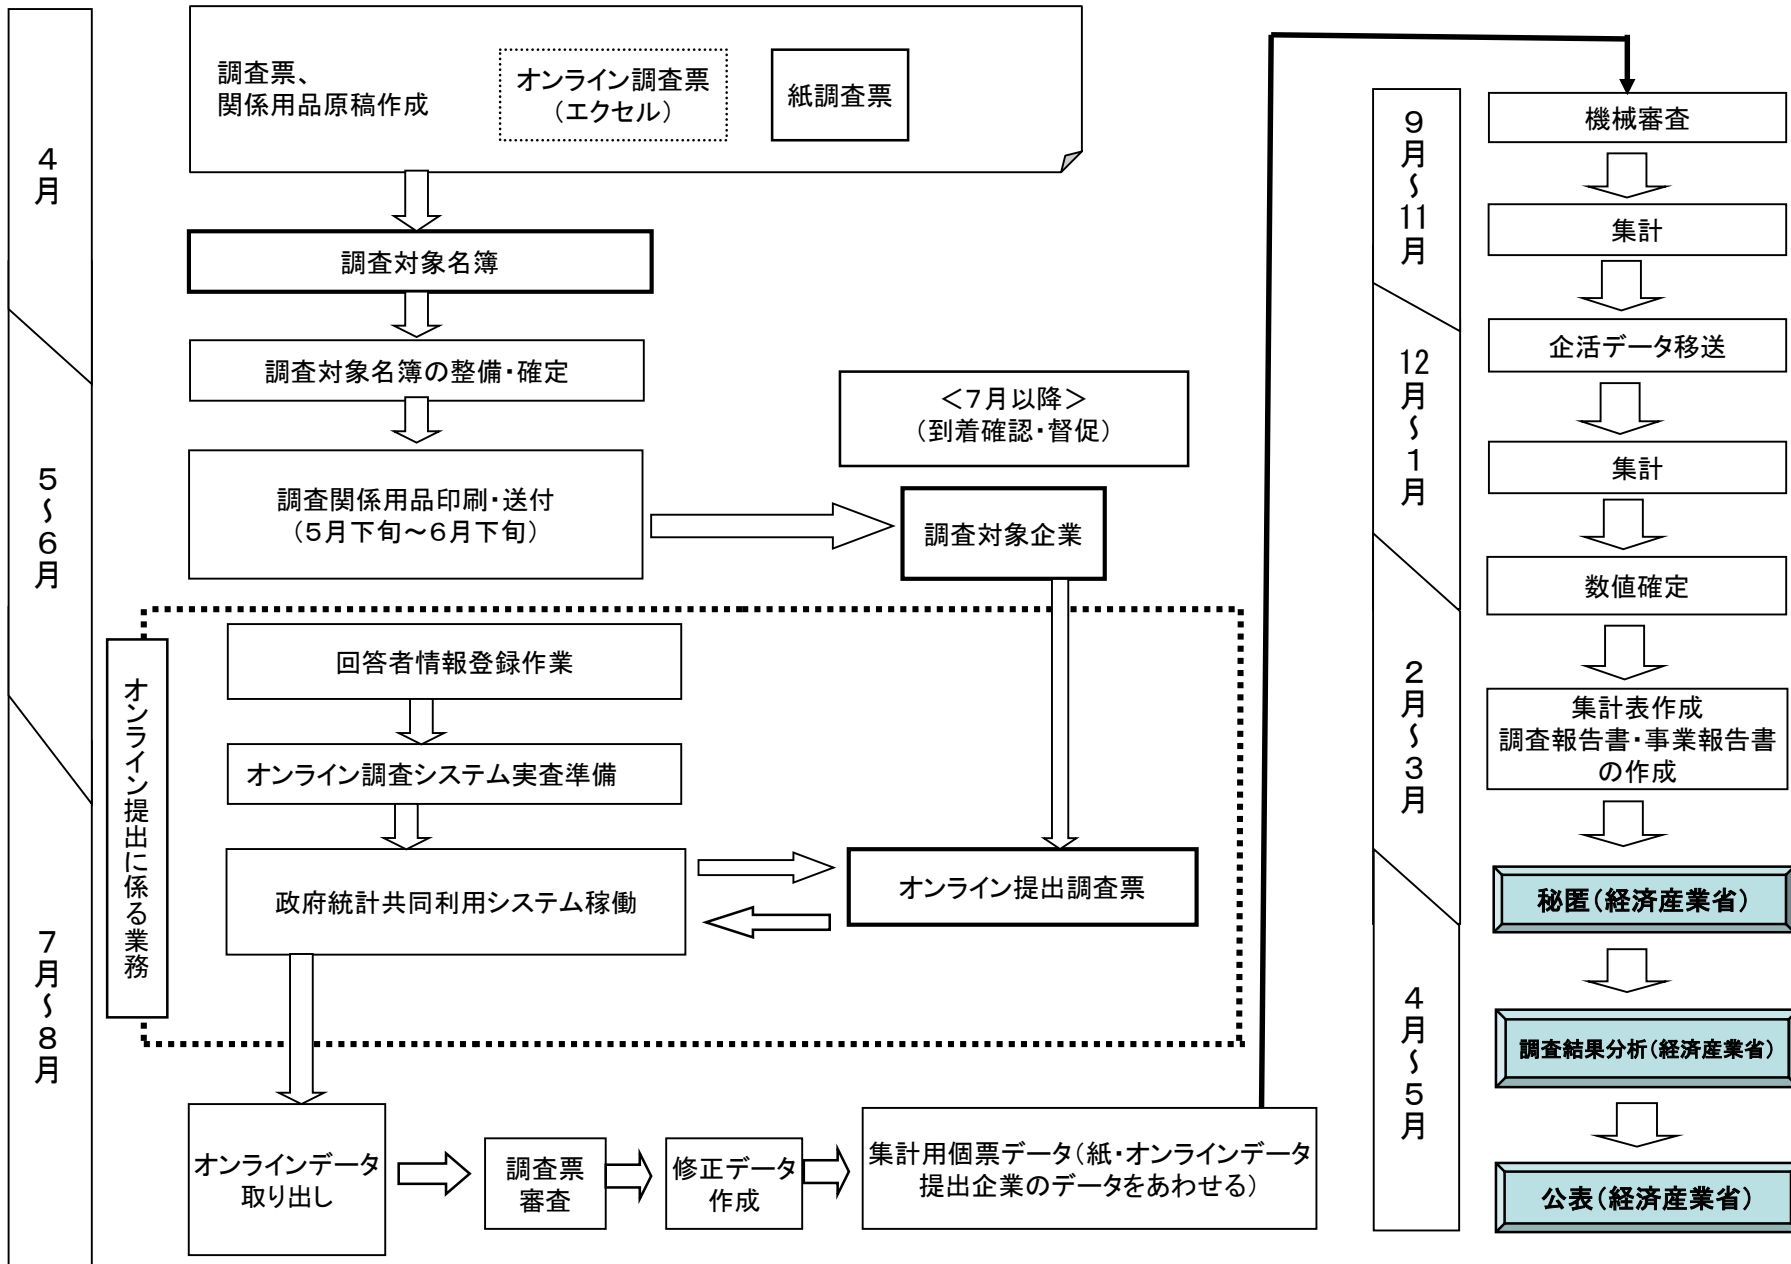 4月
5～6月
7月～8月
調査票、
関係用品原稿作成
オンライン調査票
（エクセル）
紙調査票
調査対象名簿
調査対象名簿の整備・確定
調査関係用品印刷・送付
（5月下旬～6月下旬）
＜7月以降＞
（到着確認・督促）
調査対象企業
オンライン提出に係る業務
回答者情報登録作業
オンライン調査システム実査準備
政府統計共同利用システム稼働
オンライン提出調査票
オンラインデータ
取り出し
調査票
審査
修正データ
作成
集計用個票データ（紙・オンラインデータ
提出企業のデータをあわせる）
9月～11月
12月～1月
2月～3月
4月～5月
機械審査
集計
企活データ移送
集計
数値確定
集計表作成
調査報告書・事業報告書
の作成
秘匿（経済産業省）
調査結果分析（経済産業省）
公表（経済産業省）